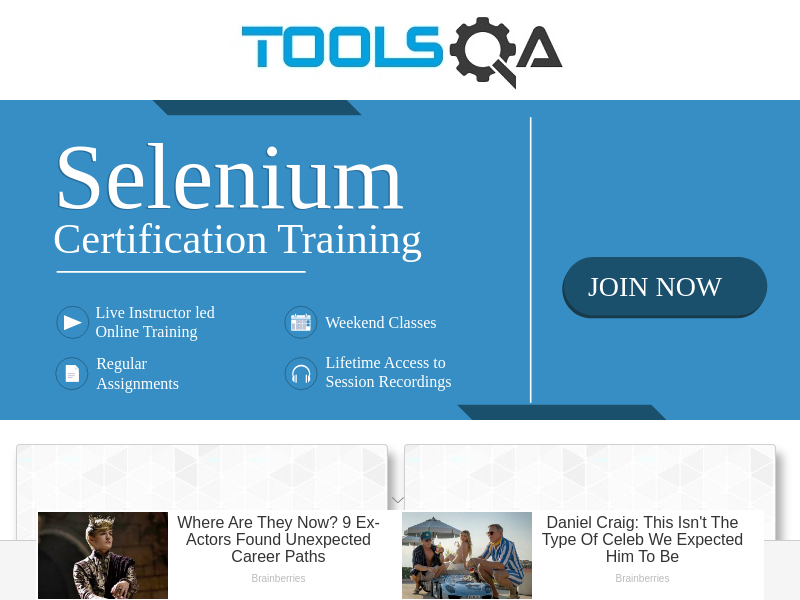 TOOLSQA
Selenium
Certification Training
JOIN NOW
Live Instructor led
Online Training
Weekend Classes
Regular
Assignments
Lifetime Access to
Session Recordings
Where Are They Now? 9 Ex-
Actors Found Unexpected
Career Paths
Brainberries
Daniel Craig: This Isn't The
Type Of Celeb We Expected
Him To Be
Brainberries